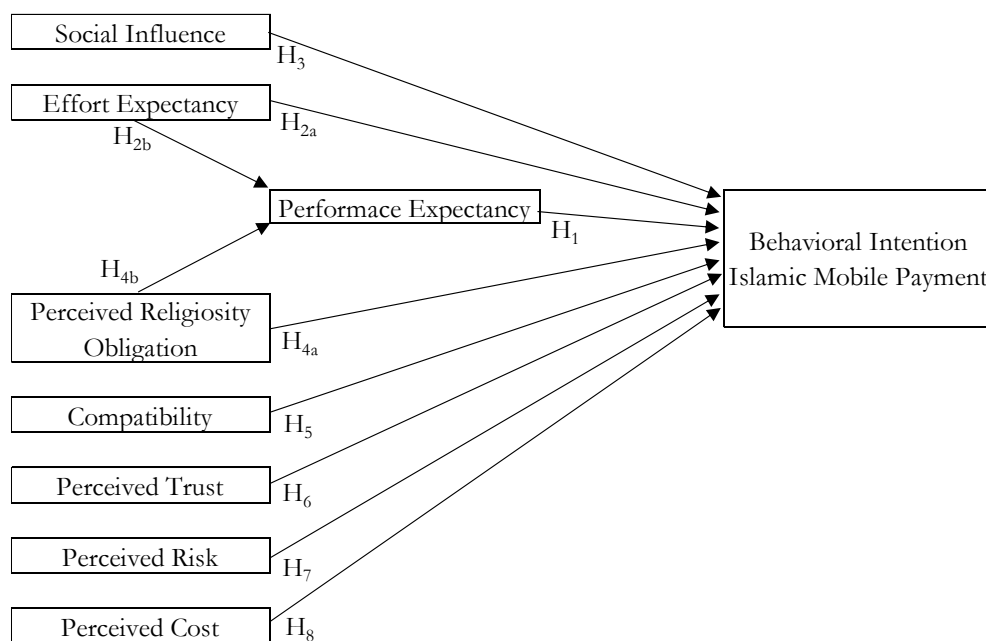 Social Influence
H3
Effort Expectancy
H2a
H2b
Performace Expectancy
H1
Behavioral Intention
Islamic Mobile Payment
H4b
Perceived Religiosity
Obligation
H4a
Compatibility
H5
Perceived Trust
H6
Perceived Risk
H7
Perceived Cost
H8